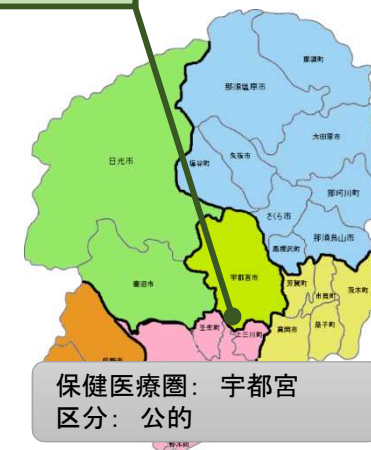 那須町
那須塩原市
大田原市
日光市
矢板市
塩谷町
那珂川町
さくら市
那須烏山市
高根沢町
宇都宮市
芳賀町
茂木町
市貝町
鹿沼市
益子町
真岡市
壬生町
上三川町
保健医療圏: 宇都宮
区分: 公的